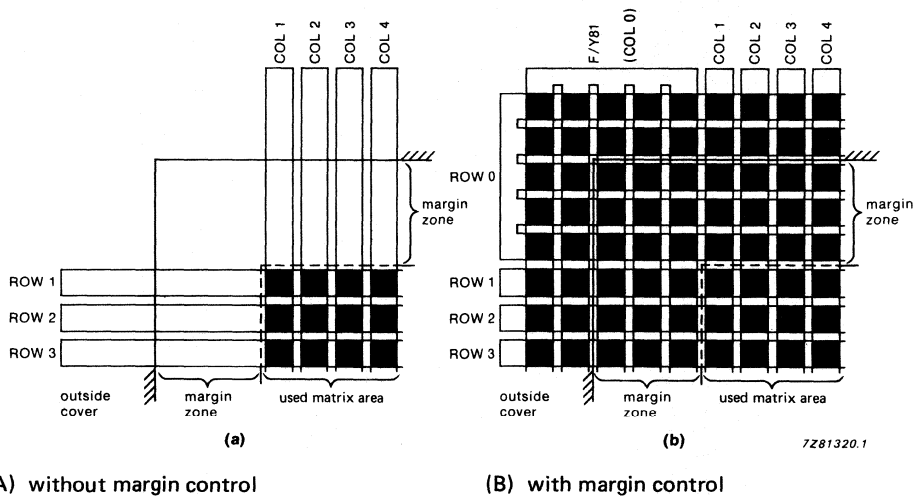 COL 1
COL 2
COL 3
COL 4
margin
zone
ROW 1
ROW 2
ROW 3
outside
cover
margin
zone
used matrix area
(a)
F/Y81
(COL 0)
COL 1
COL 2
COL 3
COL 4
ROW 0
margin
zone
ROW 1
ROW 2
ROW 3
outside
cover
margin
zone
used matrix area
(b)
7Z81320.1
A) without margin control
(B) with margin control